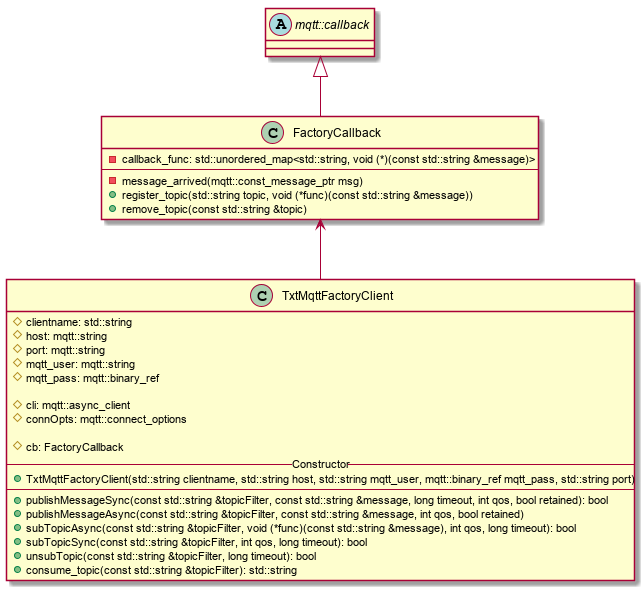 A mqtt::callback
C FactoryCallback
callback_func: std::unordered_map<std::string, void (*)(const std::string &message)>
message_arrived(mqtt::const_message_ptr msg)
register_topic(std::string topic, void (*func)(const std::string &message))
remove_topic(const std::string &topic)
C TxtMqttFactoryClient
clientname: std::string
host: mqtt::string
port: mqtt::string
mqtt_user: mqtt::string
mqtt_pass: mqtt::binary_ref
cli: mqtt::async_client
connOpts: mqtt::connect_options
cb: FactoryCallback
Constructor
TxtMqttFactoryClient(std::string clientname, std::string host, std::string mqtt_user, mqtt::binary_ref mqtt_pass, std::string port)
publishMessageSync(const std::string &topicFilter, const std::string &message, long timeout, int qos, bool retained): bool
publishMessageAsync(const std::string &topicFilter, const std::string &message, int qos, bool retained)
subTopicAsync(const std::string &topicFilter, void (*func)(const std::string &message), int qos, long timeout): bool
subTopicSync(const std::string &topicFilter, int qos, long timeout): bool
unsubTopic(const std::string &topicFilter, long timeout): bool
consume_topic(const std::string &topicFilter): std::string